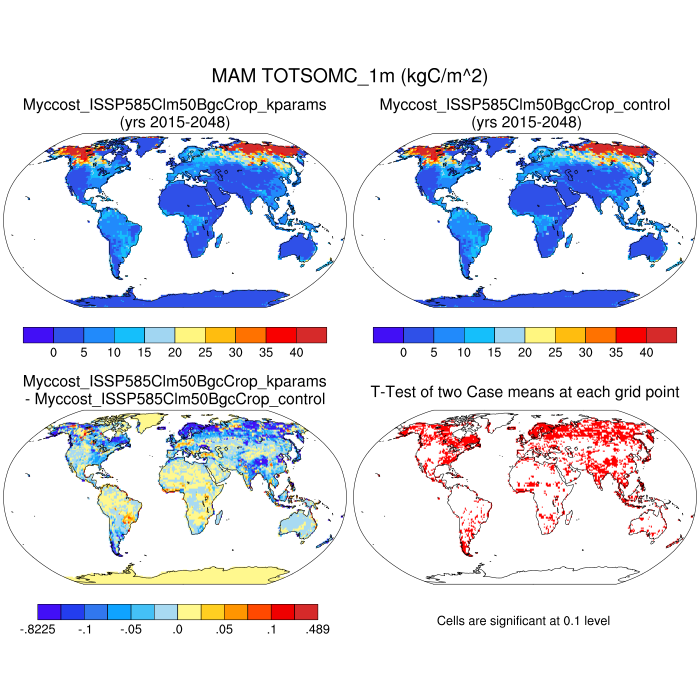 MAM TOTSOMC_1m (kgC/m^2)
Myccost_ISSP585Clm50BgcCrop_kparams
(yrs 2015-2048)
Myccost_ISSP585Clm50BgcCrop_control
(yrs 2015-2048)
0 5 10 15 20 25 30 35 40
0 5 10 15 20 25 30 35 40
Myccost_ISSP585Clm50BgcCrop_kparams
- Myccost_ISSP585Clm50BgcCrop_control
T-Test of two Case means at each grid point
-.8225 -.1 -.05 .0 .05 .1 .489
Cells are significant at 0.1 level